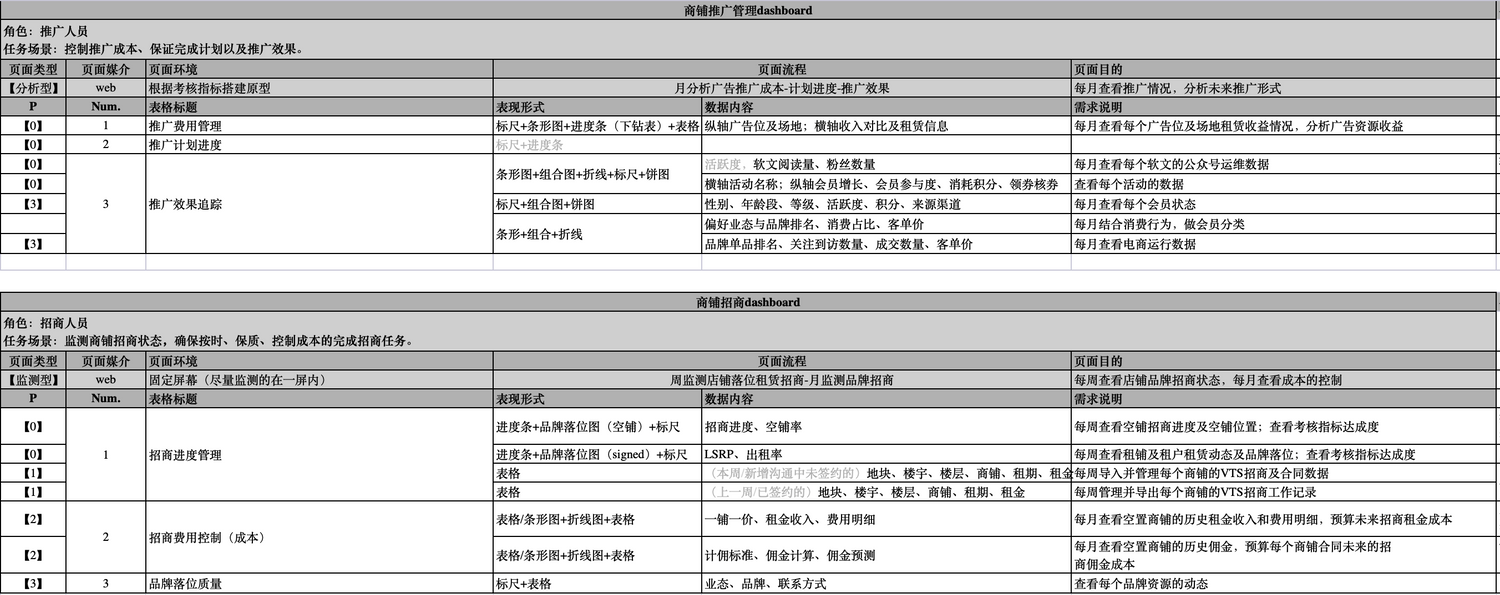 商铺推广管理dashboard
角色：推广人员
任务场景：控制推广成本、保证完成计划以及推广效果。
页面类型 页面媒介 页面环境 页面流程 页面目的
【分析型】 web 根据考核指标搭建原型 月分析广告推广成本-计划进度-推广效果 每月查看推广情况，分析未来推广形式
P Num. 表格标题 表现形式 数据内容 需求说明
【0】 1 推广费用管理 标尺+条形图+进度条（下钻表）+表格 纵轴广告位及场地；横轴收入对比及租赁信息 每月查看每个广告位及场地租赁收益情况，分析广告资源收益
【0】 2 推广计划进度 标尺+进度条
【0】 3 推广效果追踪 条形图+组合图+折线+标尺+饼图 活跃度，软文阅读量、粉丝数量 每月查看每个软文的公众号运维数据
【0】 横轴活动名称；纵轴会员增长、会员参与度、消耗积分、领券核券 查看每个活动的数据
【3】 标尺+组合图+饼图 性别、年龄段、等级、活跃度、积分、来源渠道 每月查看每个会员状态
条形+组合+折线 偏好业态与品牌排名、消费占比、客单价 每月结合消费行为，做会员分类
【3】 品牌单品排名、关注到访数量、成交数量、客单价 每月查看电商运行数据
商铺招商dashboard
角色：招商人员
任务场景：监测商铺招商状态，确保按时、保质、控制成本的完成招商任务。
页面类型 页面媒介 页面环境 页面流程 页面目的
【监测型】 web 固定屏幕（尽量监测的在一屏内） 周监测店铺落位租赁招商-月监测品牌招商 每周查看店铺品牌招商状态，每月查看成本的控制
P Num. 表格标题 表现形式 数据内容 需求说明
【0】 1 招商进度管理 进度条+品牌落位图（空铺）+标尺 招商进度、空铺率 每周查看空铺招商进度及空铺位置；查看考核指标达成度
【0】 进度条+品牌落位图（signed）+标尺 LSRP、出租率 每周查看租铺及租户租赁动态及品牌落位；查看考核指标达成度
【1】 表格 （本周/新增沟通中未签约的）地块、楼宇、楼层、商铺、租期、租金 每周导入并管理每个商铺的VTS招商及合同数据
【1】 表格 （上一周/已签约的）地块、楼宇、楼层、商铺、租期、租金 每周管理并导出每个商铺的VTS招商工作记录
【2】 2 招商费用控制（成本） 表格/条形图+折线图+表格 一铺一价、租金收入、费用明细 每月查看空置商铺的历史租金收入和费用明细，预算未来招商租金成本
【2】 表格/条形图+折线图+表格 计佣标准、佣金计算、佣金预测 每月查看空置商铺的历史佣金，预算每个商铺合同未来的招
商佣金成本
【3】 3 品牌落位质量 标尺+表格 业态、品牌、联系方式 查看每个品牌资源的动态